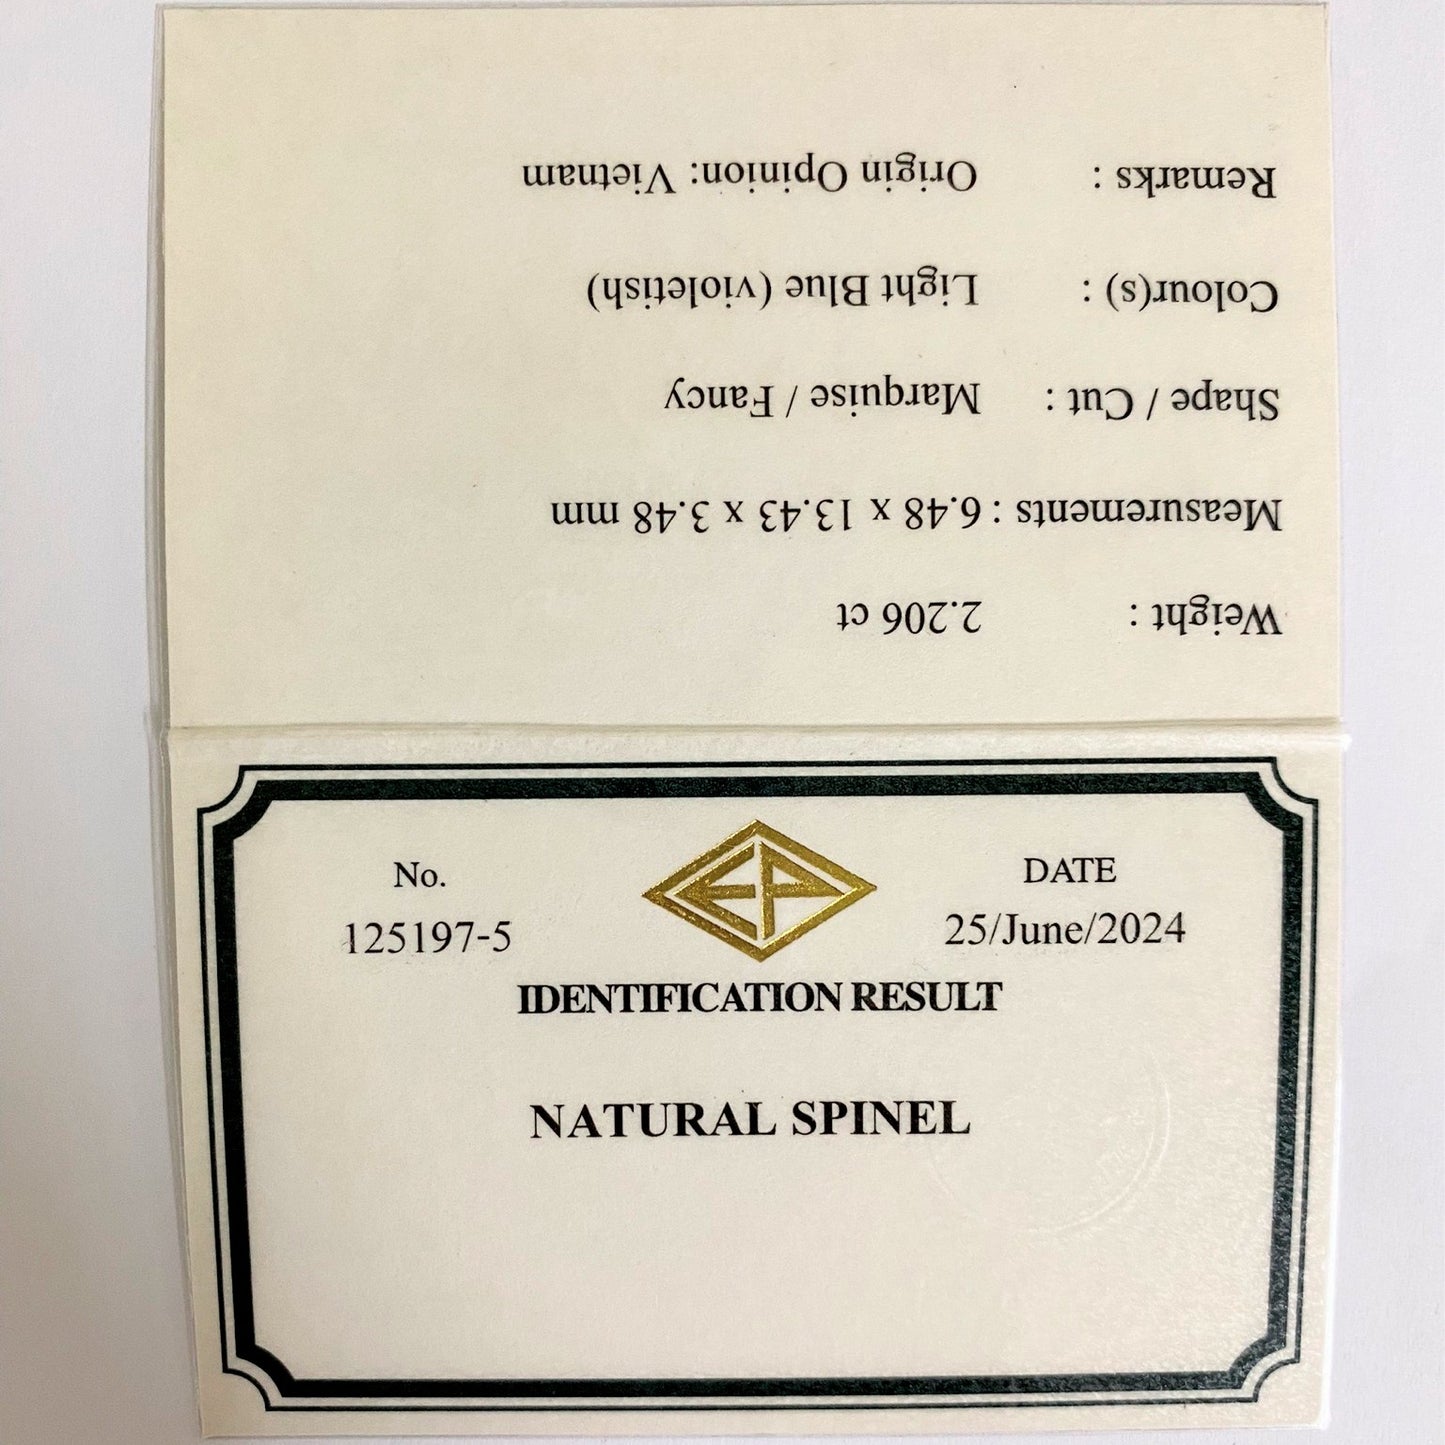 No.
125197-5
EP
DATE
25/June/2024
IDENTIFICATION RESULT
NATURAL SPINEL
Weight : 2.206 ct
Measurements : 6.48 x 13.43 x 3.48 mm
Shape / Cut : Marquise / Fancy
Colour(s) : Light Blue (violetish)
Remarks : Origin Opinion: Vietnam